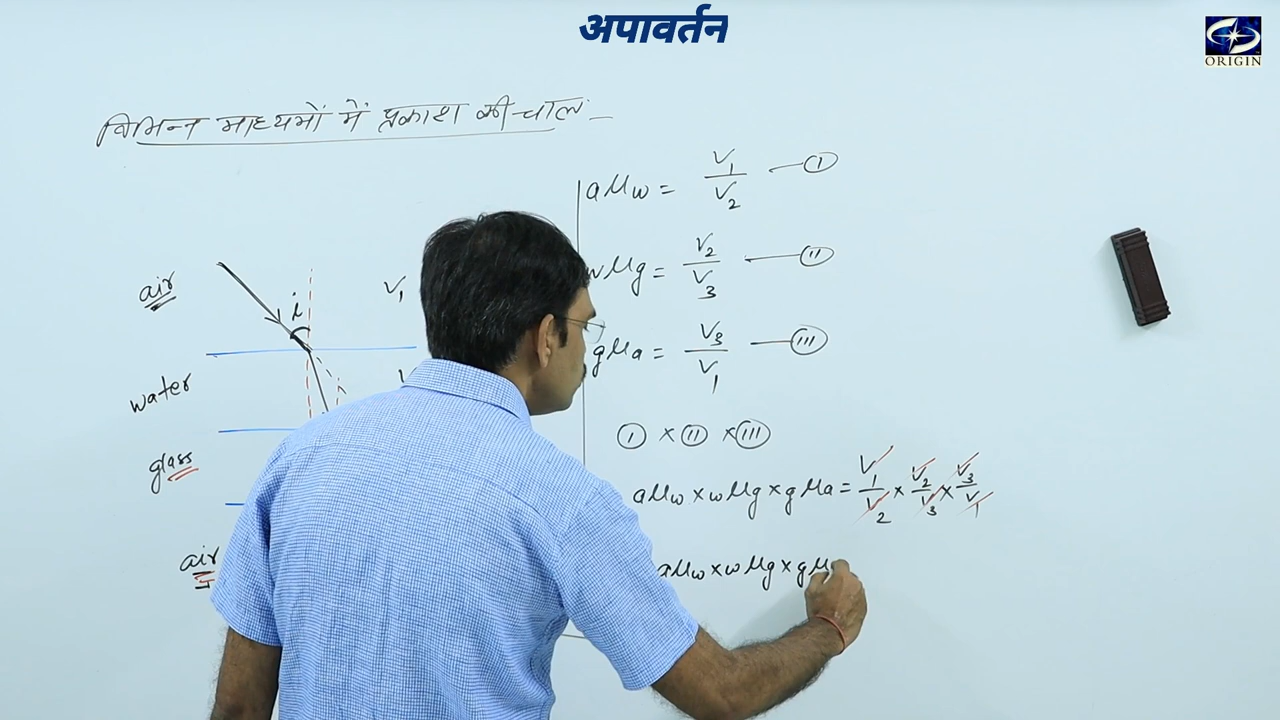 अपावर्तन
ORIGIN
विभिन्न माध्यमों में प्रकाश की चाल:-
aμw = V1/V2 — I
wμg = V2/V3 — II
gμa = V3/V1 — III
air
i
V1
water
glass
air
I × II × III
aμw × wμg × gμa = V1/V2 × V2/V3 × V3/V1
aμw × wμg × gμ